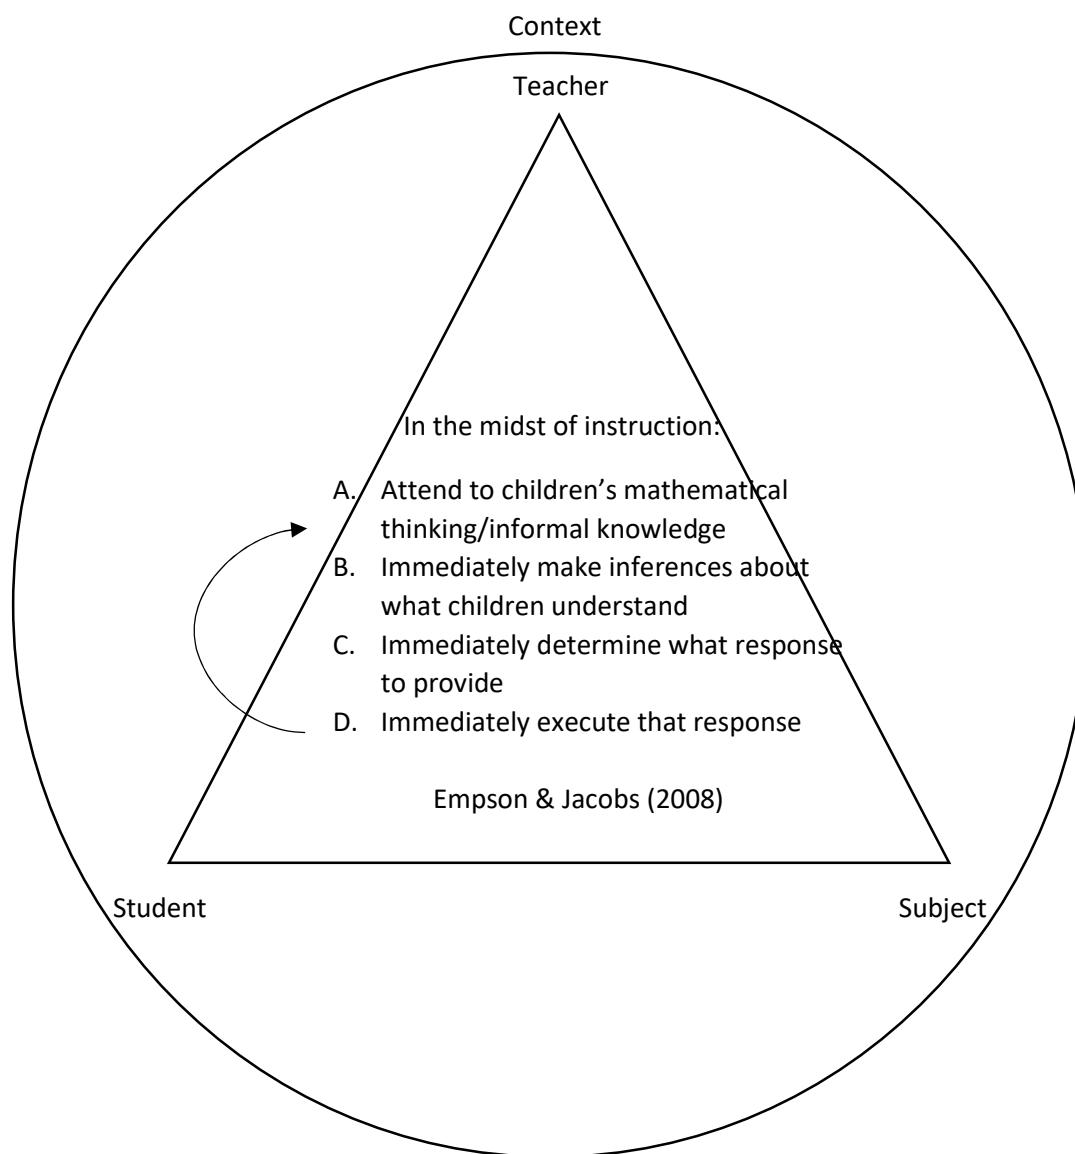 Context
Teacher
In the midst of instruction:
A. Attend to children’s mathematical
thinking/informal knowledge
B. Immediately make inferences about
what children understand
C. Immediately determine what response
to provide
D. Immediately execute that response
Empson & Jacobs (2008)
Student
Subject